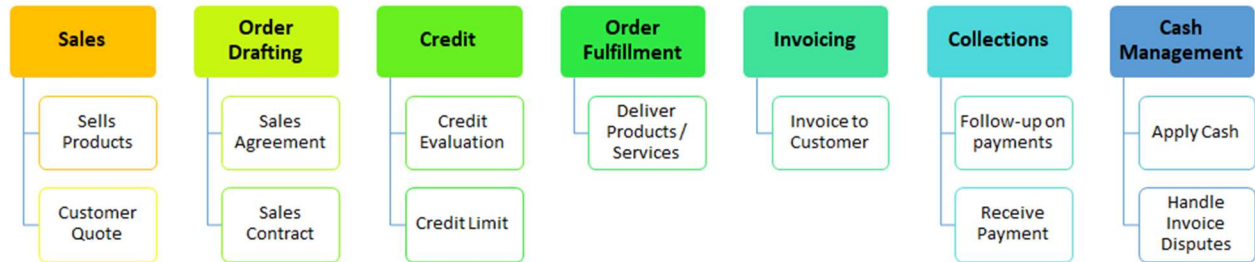 Sales
Sells
Products
Customer
Quote
Order
Drafting
Sales
Agreement
Sales
Contract
Credit
Credit
Evaluation
Credit Limit
Order
Fulfillment
Deliver
Products /
Services
Invoicing
Invoice to
Customer
Collections
Follow-up on
payments
Receive
Payment
Cash
Management
Apply Cash
Handle
Invoice
Disputes